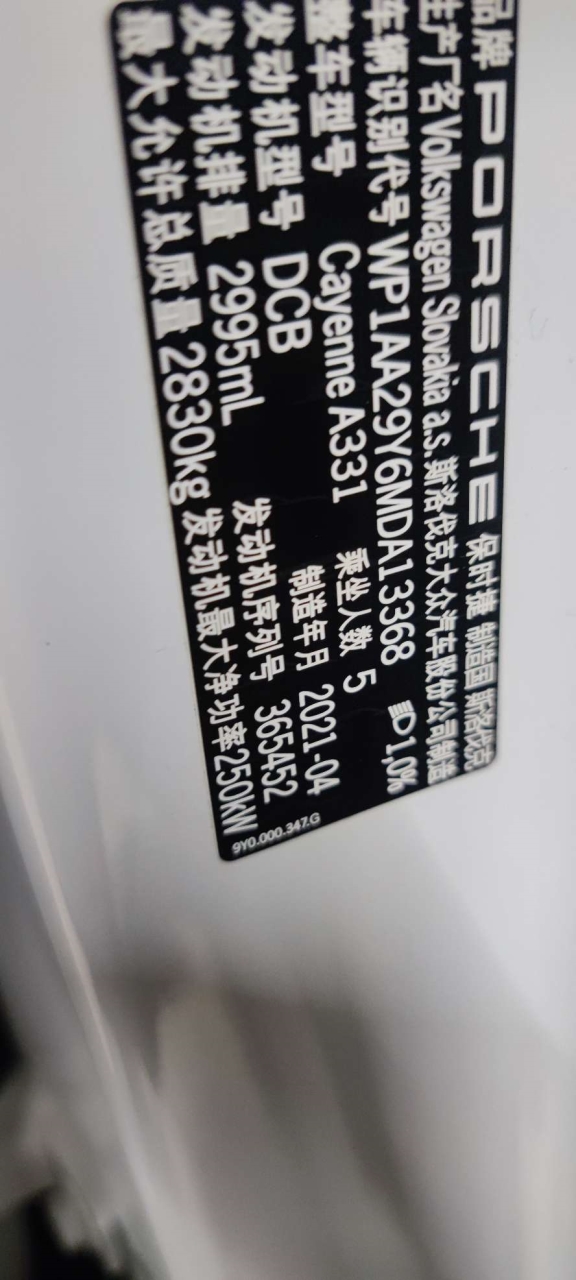 品牌 PORSCHE 保时捷 制造国 斯洛伐克
生产厂名 Volkswagen Slovakia a.s. 斯洛伐克大众汽车股份公司制造
车辆识别代号 WP1AA29Y6MDA13368 1,0%
整车型号 Cayenne A331 乘坐人数 5
发动机型号 DCB 制造年月 2021-04
发动机排量 2995mL 发动机序列号 365452
最大允许总质量 2830kg 发动机最大净功率 250kW
9Y0.000.347.G